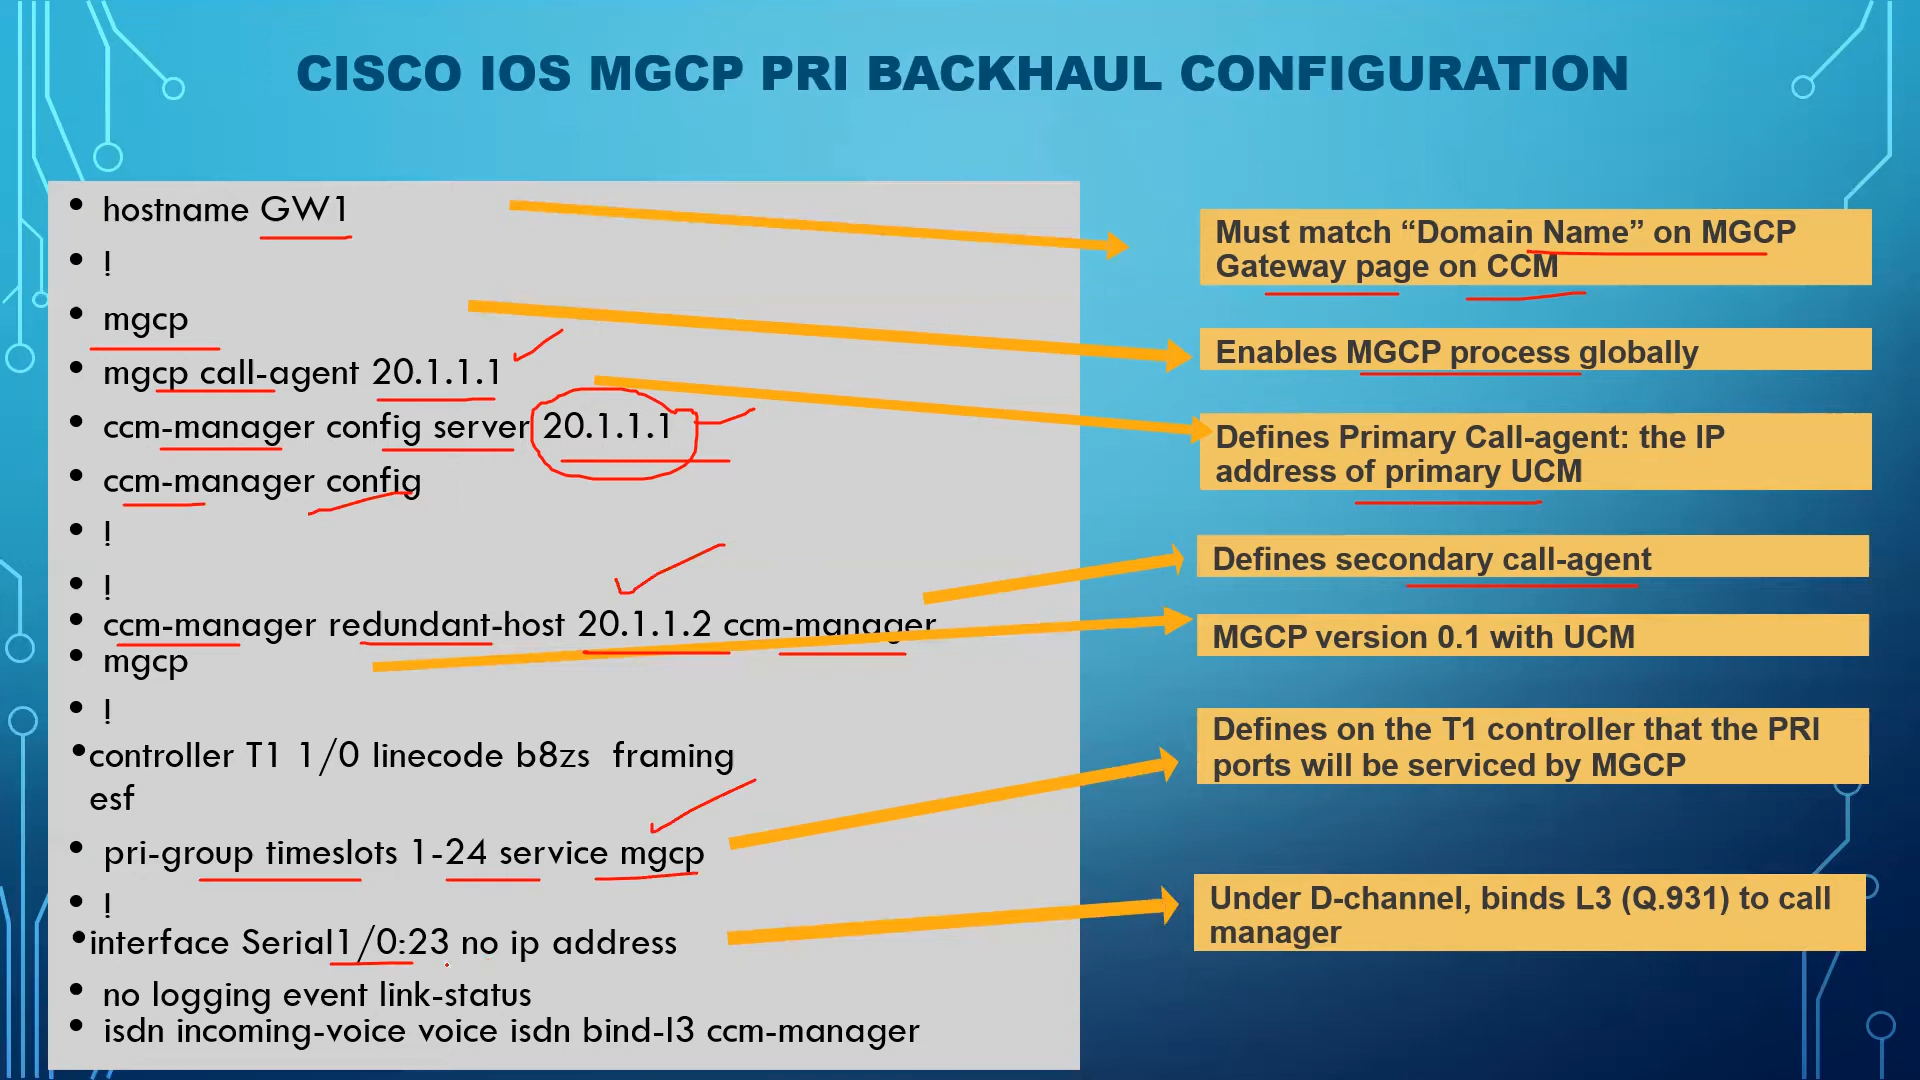 CISCO IOS MGCP PRI BACKHAUL CONFIGURATION
• hostname GW1
• !
• mgcp
• mgcp call-agent 20.1.1.1
• ccm-manager config server 20.1.1.1
• ccm-manager config
• !
• !
• ccm-manager redundant-host 20.1.1.2 ccm-manager
• mgcp
• !
•controller T1 1/0 linecode b8zs framing
esf
• pri-group timeslots 1-24 service mgcp
• !
•interface Serial1/0:23 no ip address
• no logging event link-status
• isdn incoming-voice voice isdn bind-l3 ccm-manager
Must match “Domain Name” on MGCP
Gateway page on CCM
Enables MGCP process globally
Defines Primary Call-agent: the IP
address of primary UCM
Defines secondary call-agent
MGCP version 0.1 with UCM
Defines on the T1 controller that the PRI
ports will be serviced by MGCP
Under D-channel, binds L3 (Q.931) to call
manager